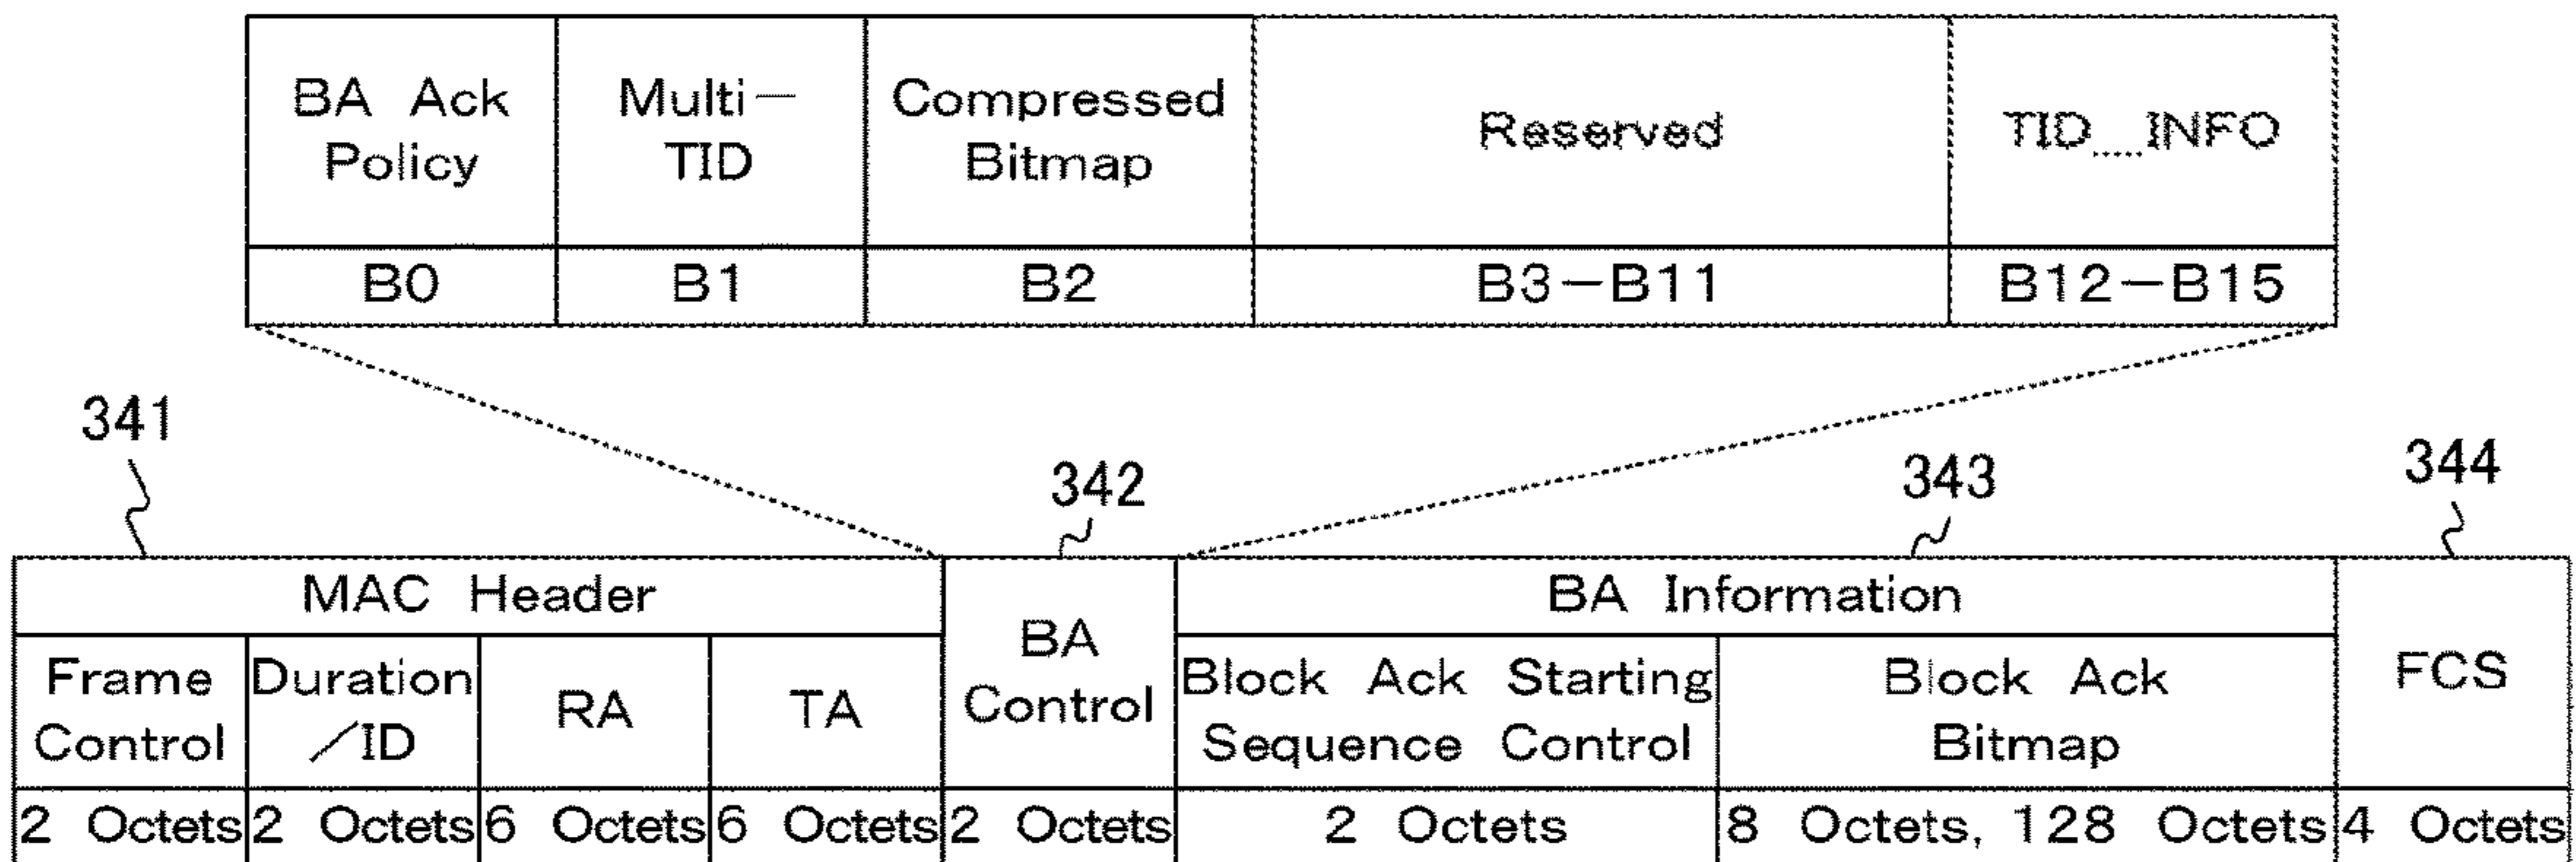 BA Ack Policy
Multi-TID
Compressed Bitmap
Reserved
TID_INFO
B0
B1
B2
B3-B11
B12-B15
341
342
343
344
MAC Header
BA Control
BA Information
FCS
Frame Control
Duration/ID
RA
TA
Block Ack Starting Sequence Control
Block Ack Bitmap
2 Octets
2 Octets
6 Octets
6 Octets
2 Octets
2 Octets
8 Octets, 128 Octets
4 Octets